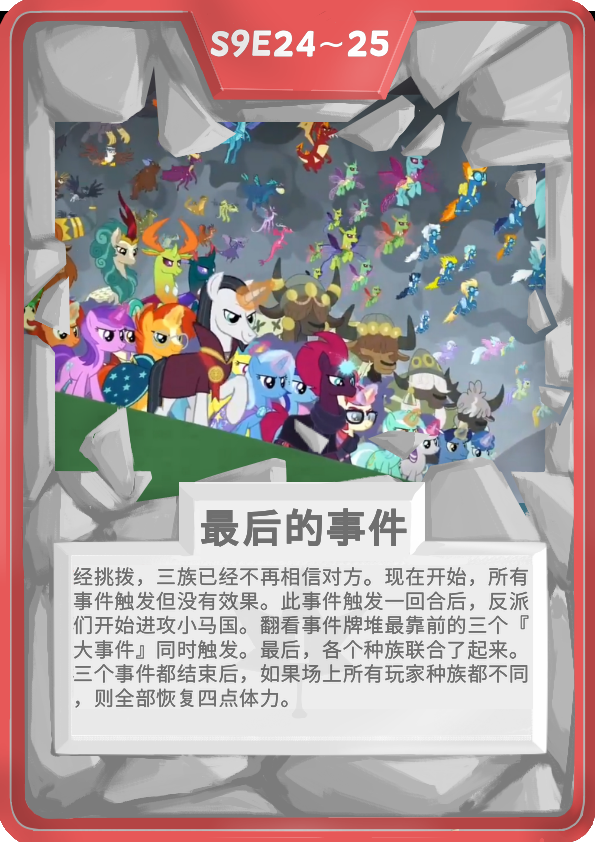 S9E24~25
最后的事件
经挑拨，三族已经不再相信对方。现在开始，所有
事件触发但没有效果。此事件触发一回合后，反派
们开始进攻小马国。翻看事件牌堆最靠前的三个『
大事件』同时触发。最后，各个种族联合了起来。
三个事件都结束后，如果场上所有玩家种族都不同
，则全部恢复四点体力。